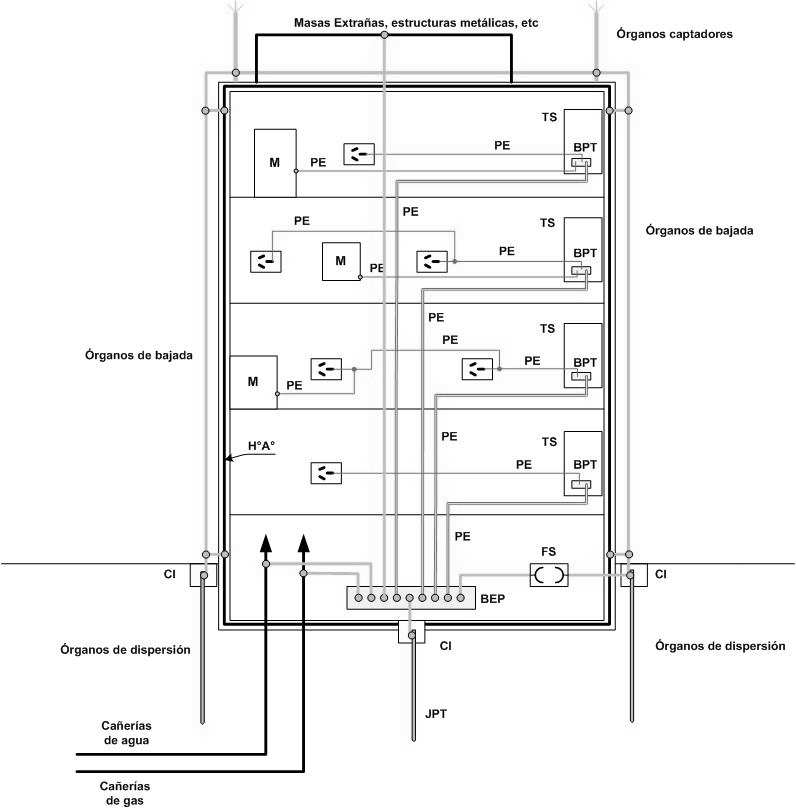 Masas Extrañas, estructuras metálicas, etc
Órganos captadores
TS
PE
BPT
M
PE
PE
PE
TS
Órganos de bajada
PE
BPT
M
PE
PE
TS
PE
Órganos de bajada
PE
BPT
M
PE
PE
TS
H°A°
PE
BPT
PE
FS
CI
CI
BEP
CI
Órganos de dispersión
Órganos de dispersión
JPT
Cañerías
de agua
Cañerías
de gas